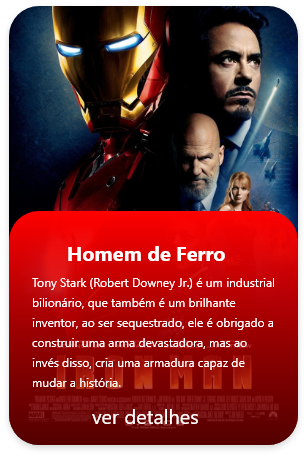 Homem de Ferro
Tony Stark (Robert Downey Jr.) é um industrial
bilionário, que também é um brilhante
inventor, ao ser sequestrado, ele é obrigado a
construir uma arma devastadora, mas ao
invés disso, cria uma armadura capaz de
mudar a história.
IRON MAN
ver detalhes